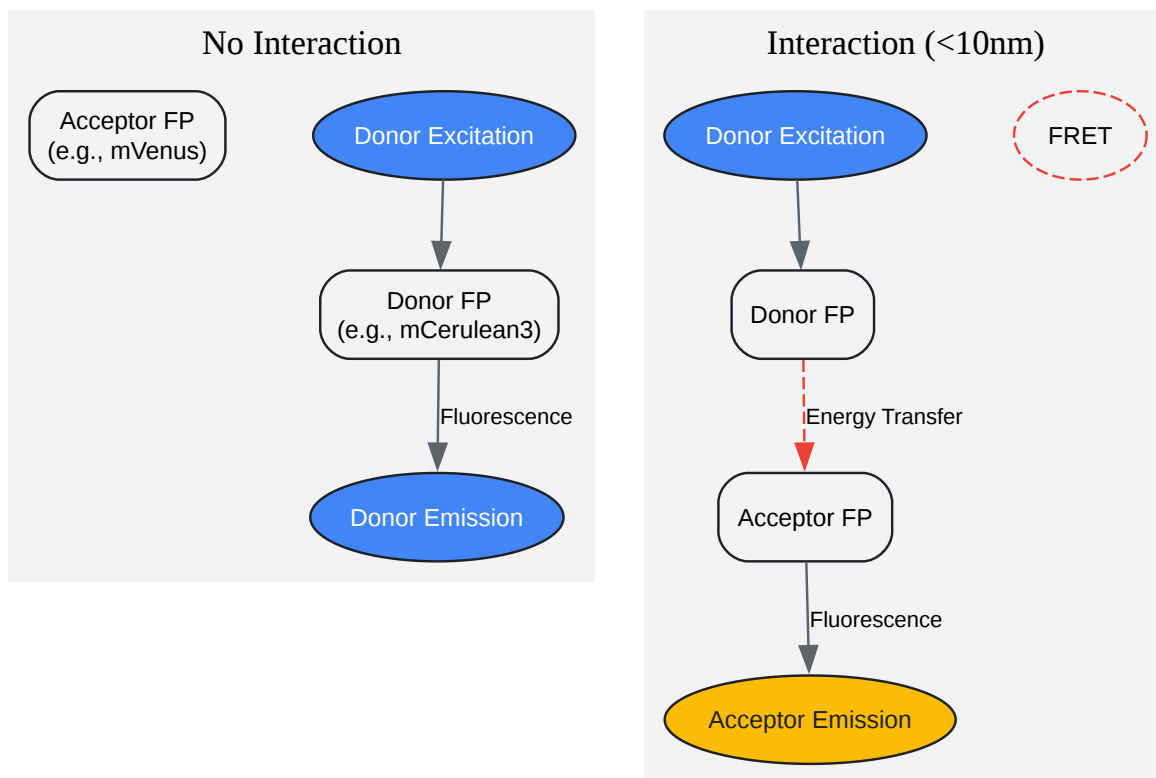 No Interaction
Acceptor FP
(e.g., mVenus)
Donor Excitation
Donor FP
(e.g., mCerulean3)
Fluorescence
Donor Emission
Interaction (<10nm)
Donor Excitation
FRET
Donor FP
Energy Transfer
Acceptor FP
Fluorescence
Acceptor Emission